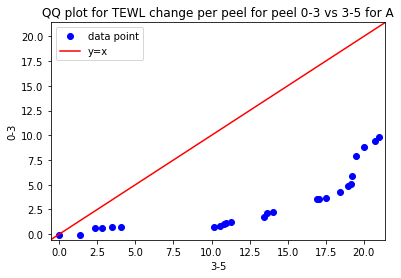 QQ plot for TEWL change per peel for peel 0-3 vs 3-5 for A
data point
y=x
20.0
17.5
15.0
12.5
10.0
7.5
5.0
2.5
0.0
0-3
0.0 2.5 5.0 7.5 10.0 12.5 15.0 17.5 20.0
3-5